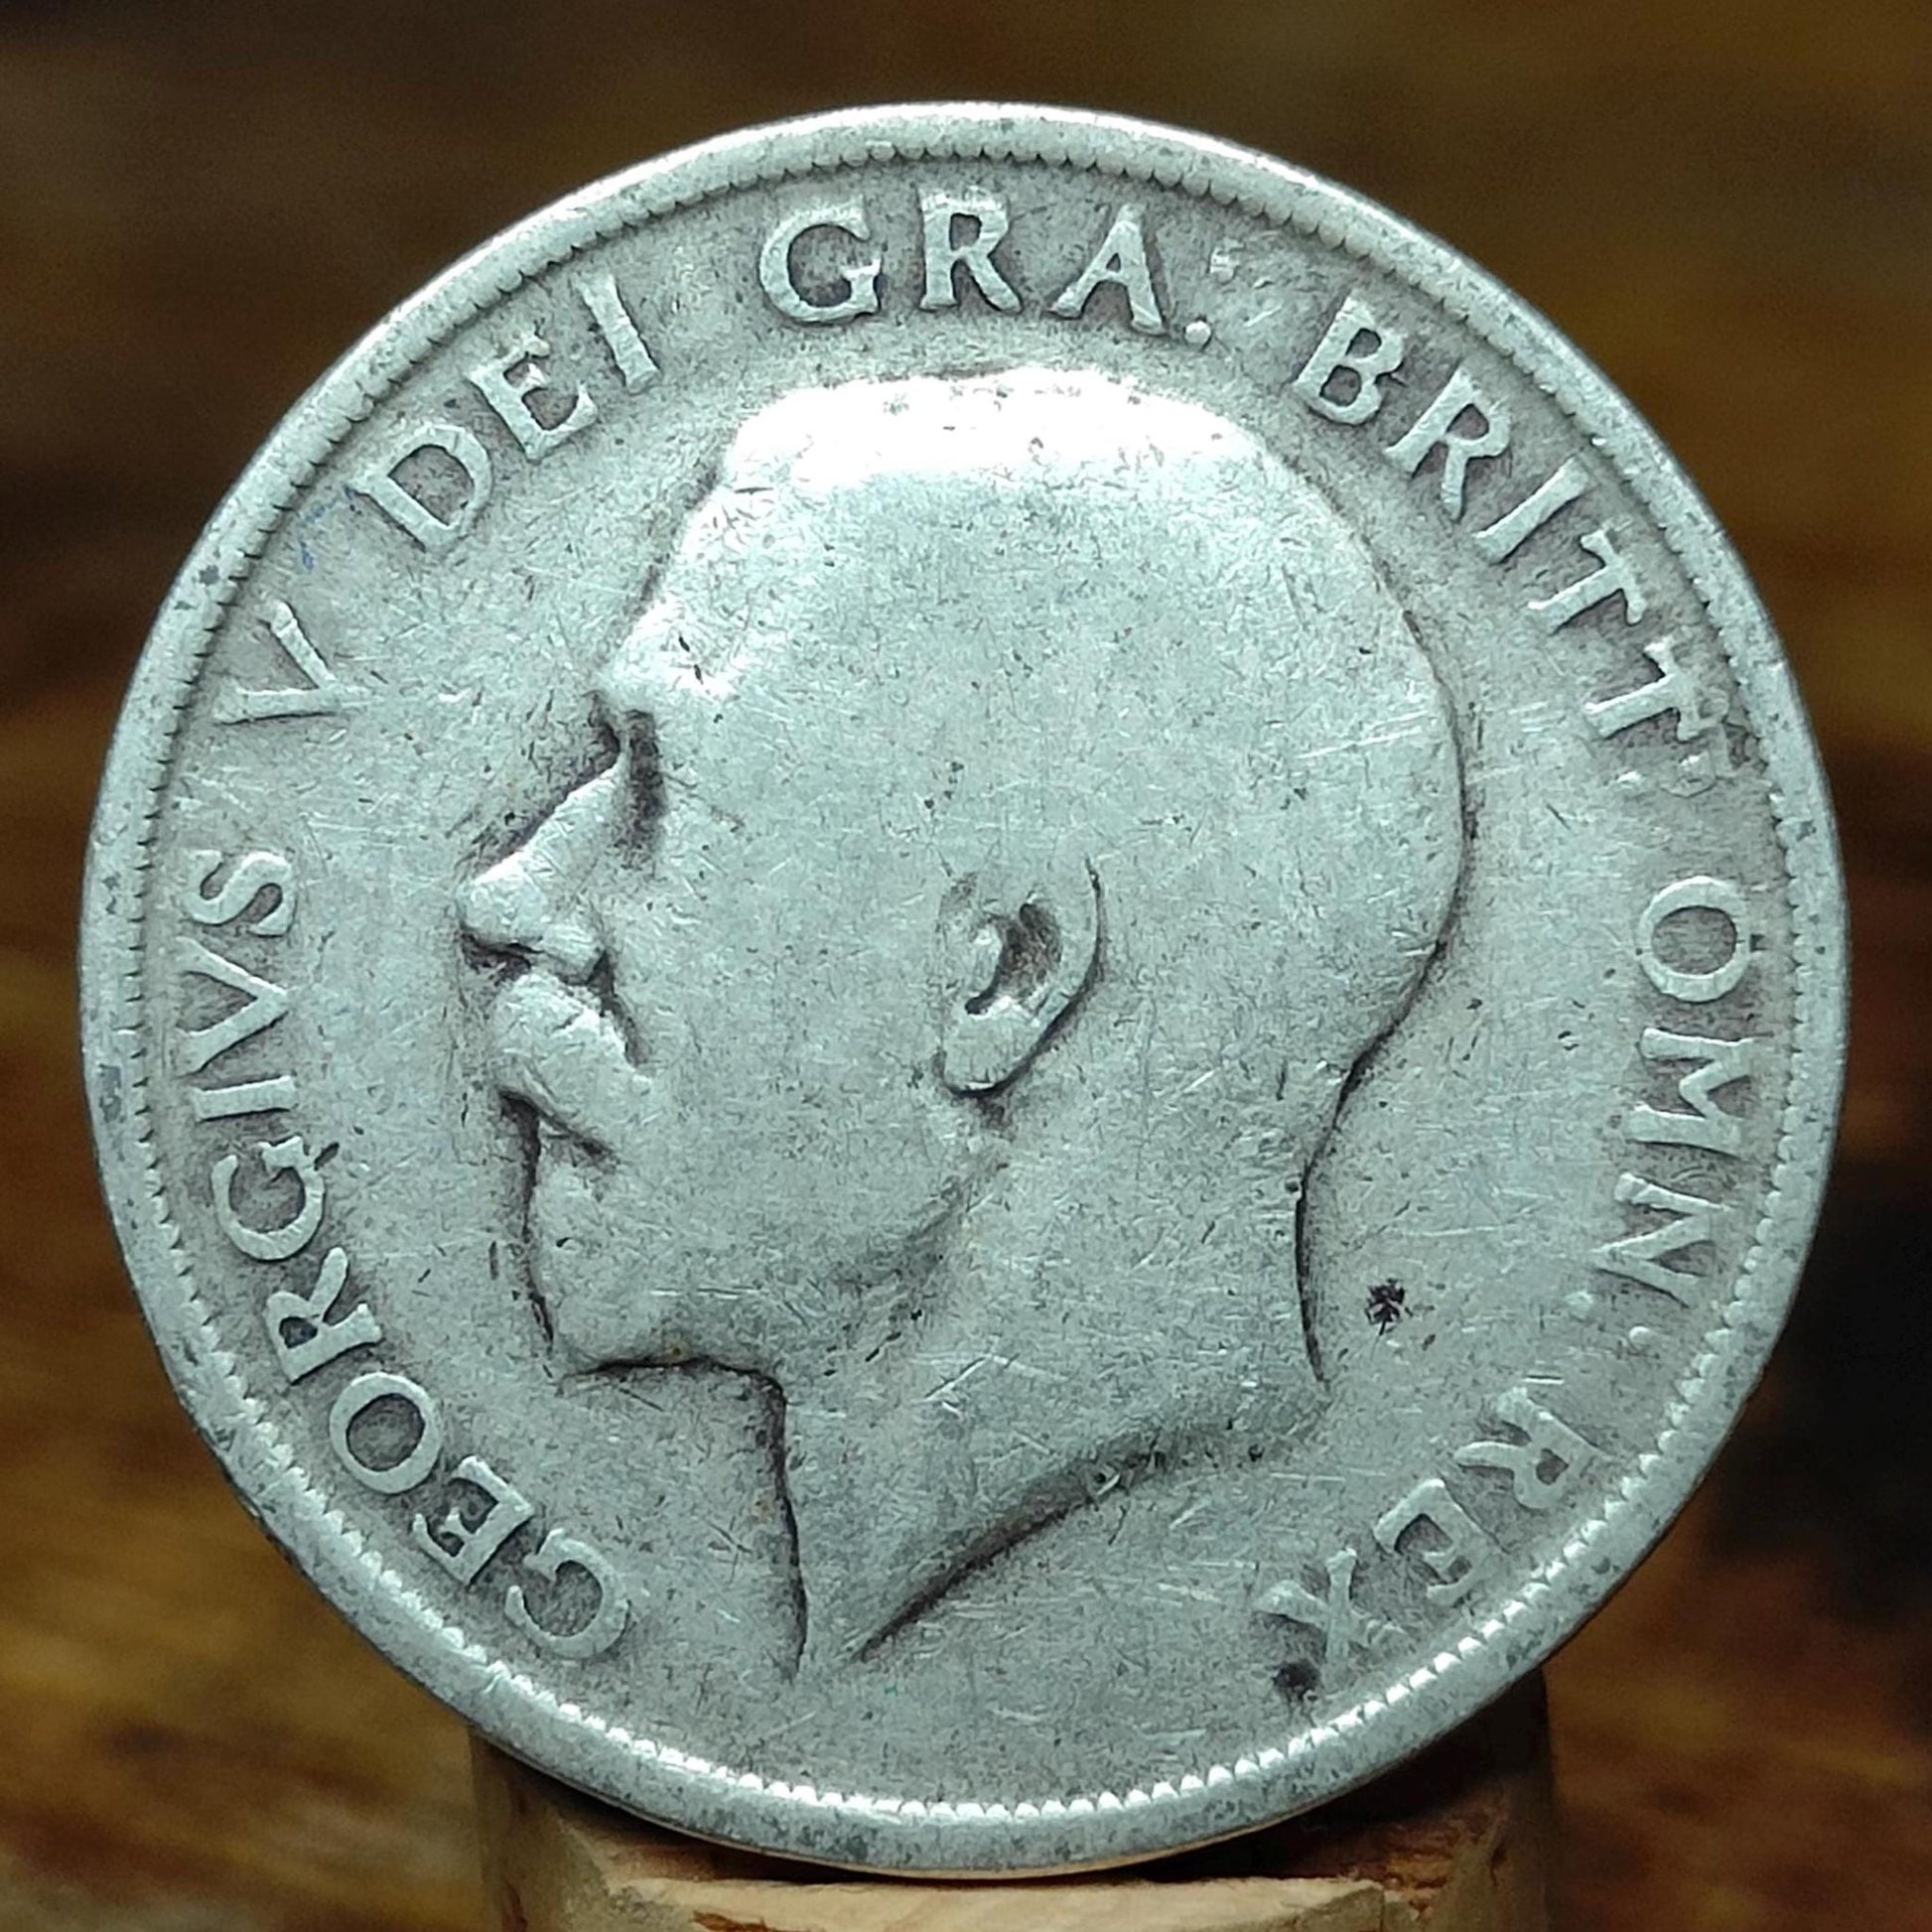 GEORGIVS V DEI GRA: BRITT: OMN: REX